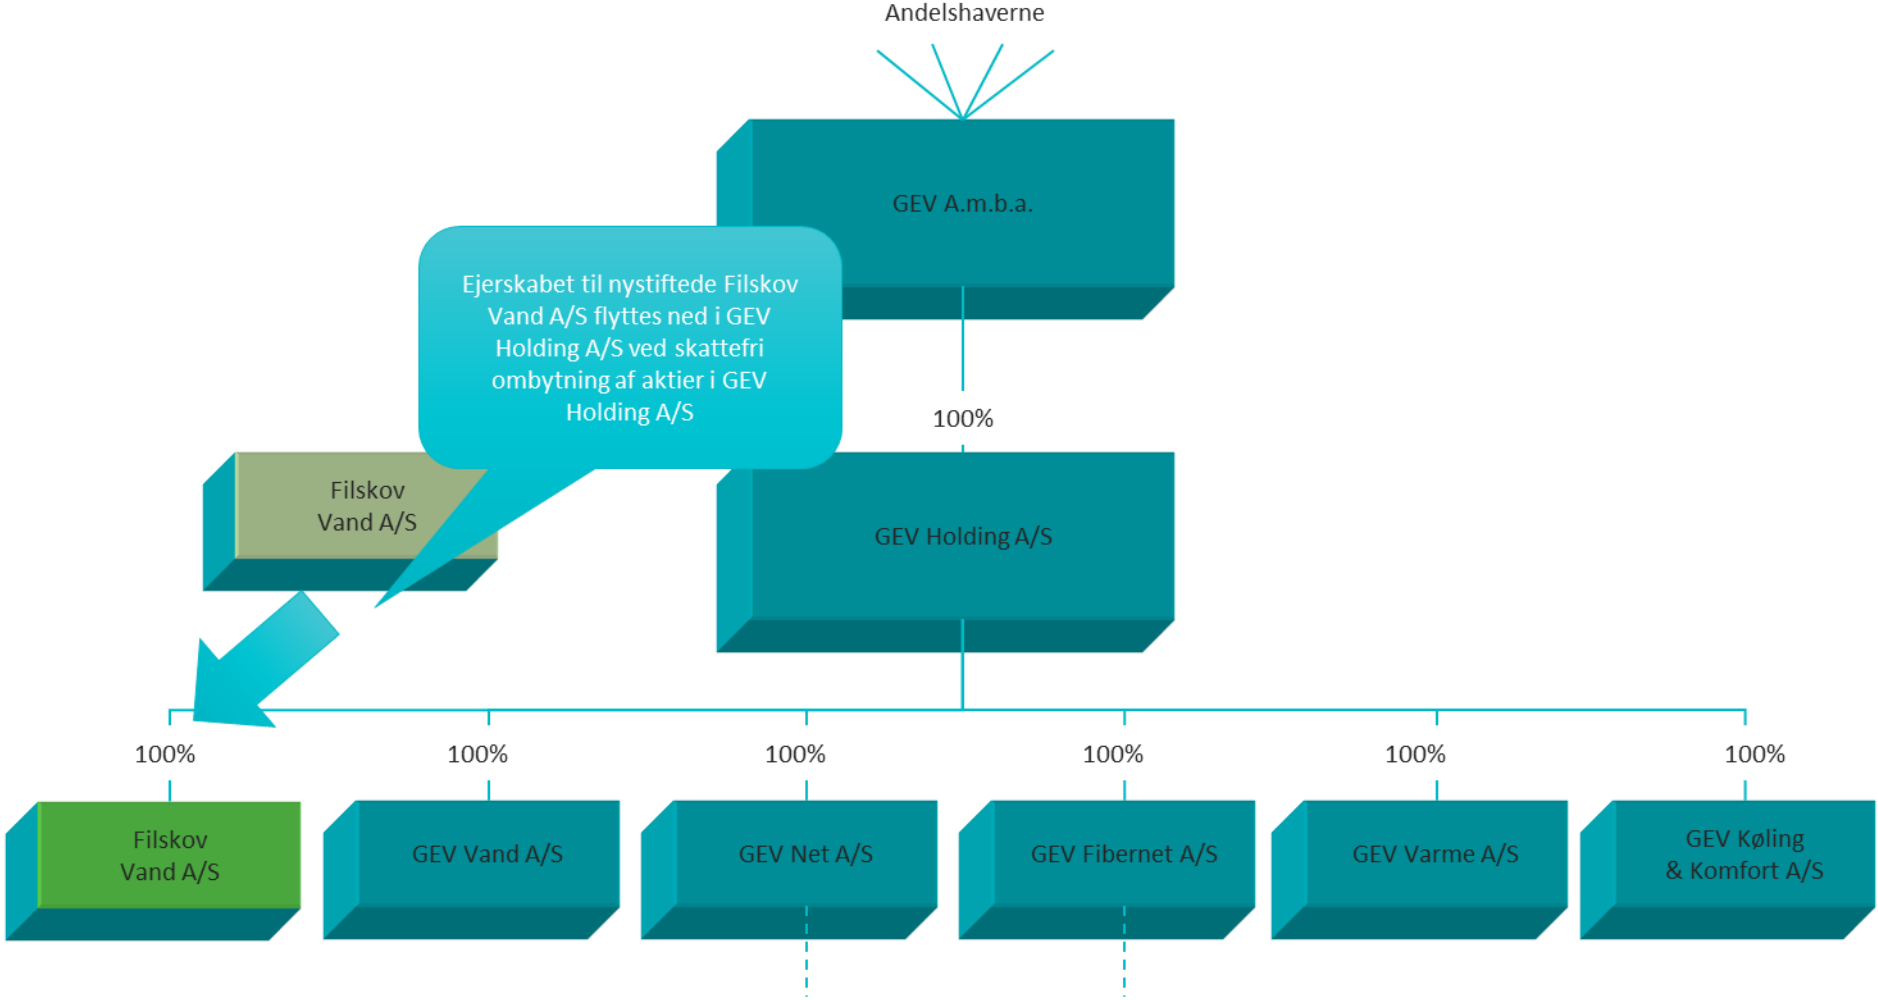 Andelshaverne
GEV A.m.b.a.
Ejerskabet til nystiftede Filskov
Vand A/S flyttes ned i GEV
Holding A/S ved skattefri
ombytning af aktier i GEV
Holding A/S
100%
Filskov
Vand A/S
GEV Holding A/S
100%
100%
100%
100%
100%
100%
Filskov
Vand A/S
GEV Vand A/S
GEV Net A/S
GEV Fibernet A/S
GEV Varme A/S
GEV Køling
& Komfort A/S